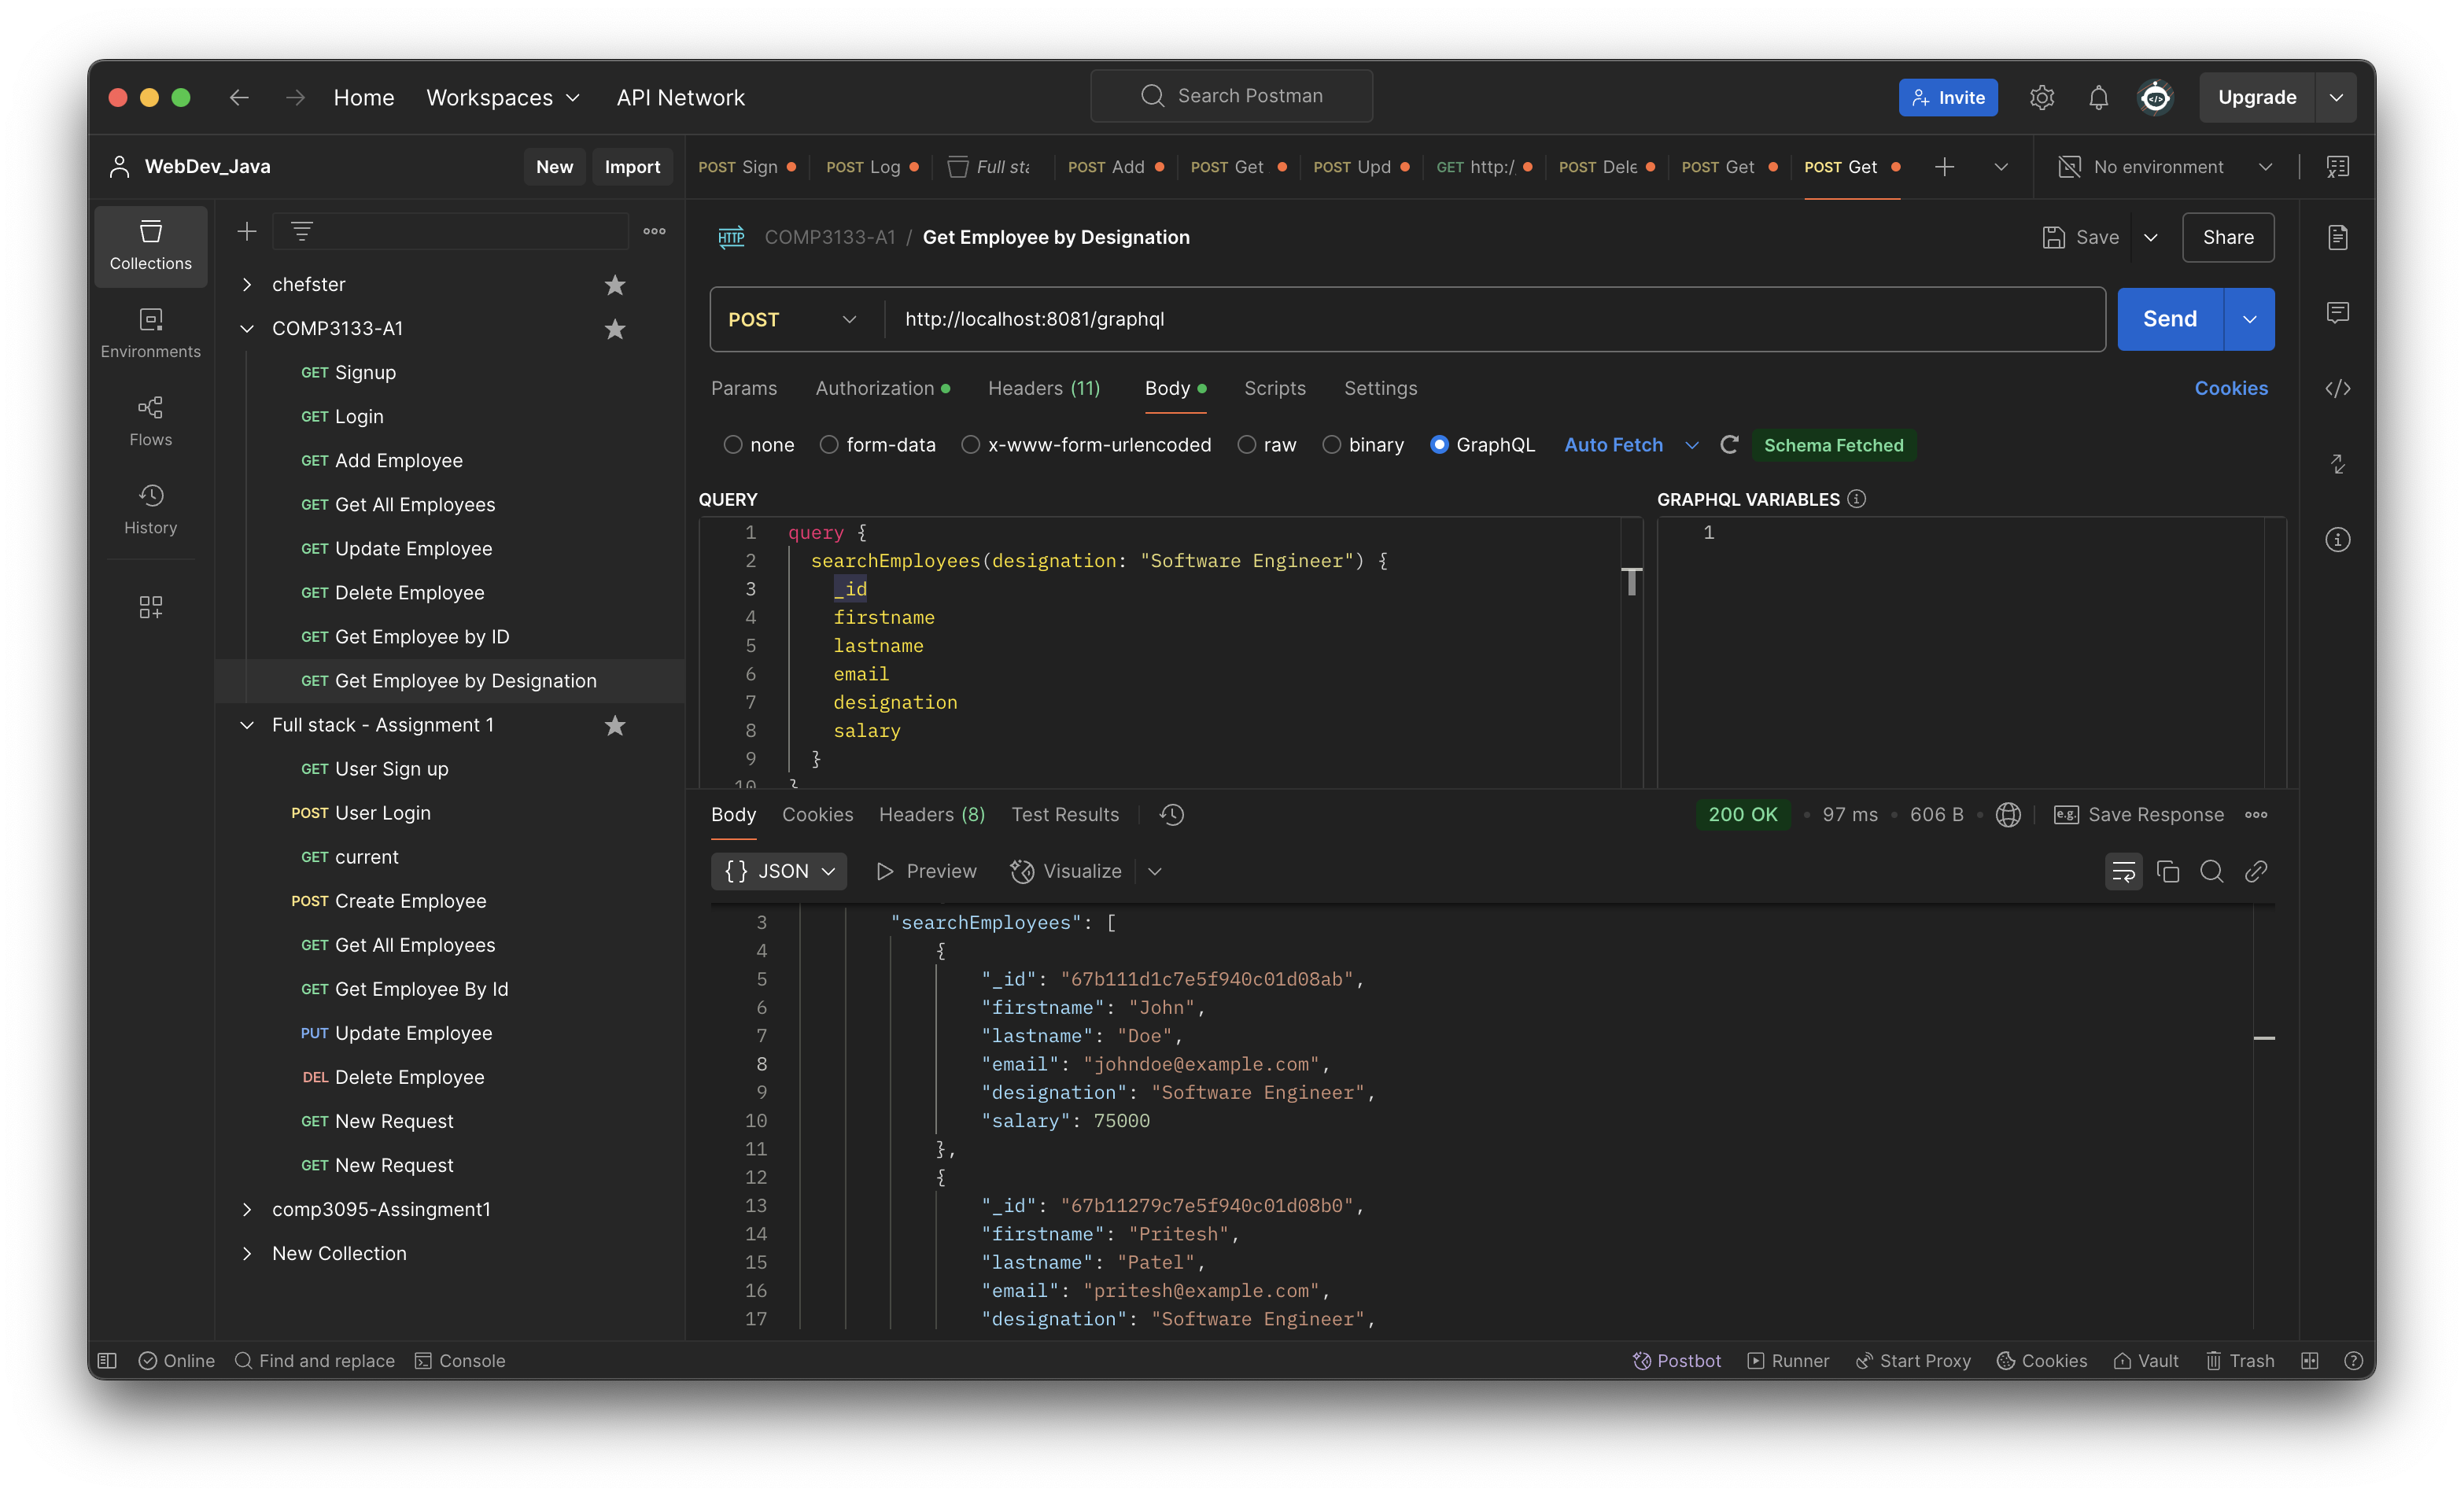 Home Workspaces API Network Search Postman Invite Upgrade
WebDev_Java New Import
POST Sign POST Log Full sta POST Add POST Get POST Upd GET http:/ POST Dele POST Get POST Get No environment
Collections
Environments
Flows
History
chefster
COMP3133-A1
GET Signup
GET Login
GET Add Employee
GET Get All Employees
GET Update Employee
GET Delete Employee
GET Get Employee by ID
GET Get Employee by Designation
Full stack - Assignment 1
GET User Sign up
POST User Login
GET current
POST Create Employee
GET Get All Employees
GET Get Employee By Id
PUT Update Employee
DEL Delete Employee
GET New Request
GET New Request
comp3095-Assingment1
New Collection
HTTP COMP3133-A1 / Get Employee by Designation Save Share
POST http://localhost:8081/graphql Send
Params Authorization Headers (11) Body Scripts Settings Cookies
none form-data x-www-form-urlencoded raw binary GraphQL Auto Fetch Schema Fetched
QUERY
1 query {
2 searchEmployees(designation: "Software Engineer") {
3 _id
4 firstname
5 lastname
6 email
7 designation
8 salary
9 }
10 }
GRAPHQL VARIABLES
1
Body Cookies Headers (8) Test Results 200 OK • 97 ms • 606 B • e.g. Save Response
{} JSON Preview Visualize
3 "searchEmployees": [
4 {
5 "_id": "67b111d1c7e5f940c01d08ab",
6 "firstname": "John",
7 "lastname": "Doe",
8 "email": "johndoe@example.com",
9 "designation": "Software Engineer",
10 "salary": 75000
11 },
12 {
13 "_id": "67b11279c7e5f940c01d08b0",
14 "firstname": "Pritesh",
15 "lastname": "Patel",
16 "email": "pritesh@example.com",
17 "designation": "Software Engineer",
Online Find and replace Console Postbot Runner Start Proxy Cookies Vault Trash